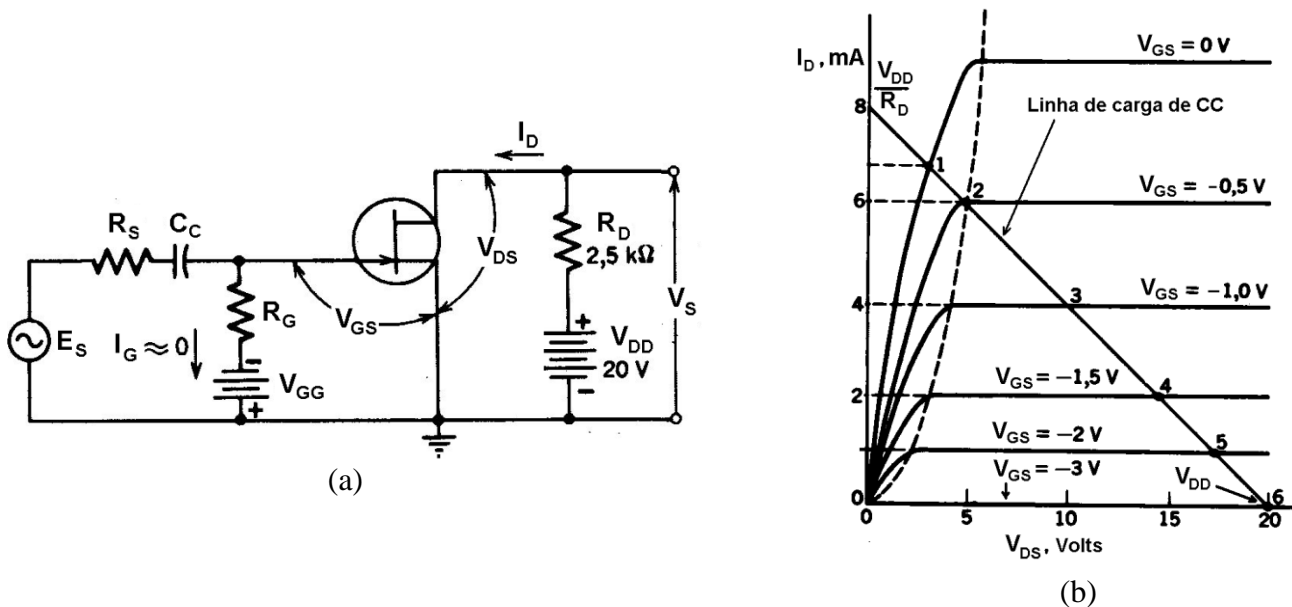 I_D
R_S
C_C
R_D
2,5 kΩ
V_DS
V_S
R_G
V_GS
E_S
I_G ≈ 0
+
V_DD
20 V
-
-
V_GG
+
(a)
I_D, mA
V_DD
R_D
V_GS = 0 V
8
Linha de carga de CC
1
6
2
V_GS = -0,5 V
4
3
V_GS = -1,0 V
2
V_GS = -1,5 V
4
V_GS = -2 V
5
V_GS = -3 V
V_DD
6
0
0
5
10
15
20
V_DS, Volts
(b)